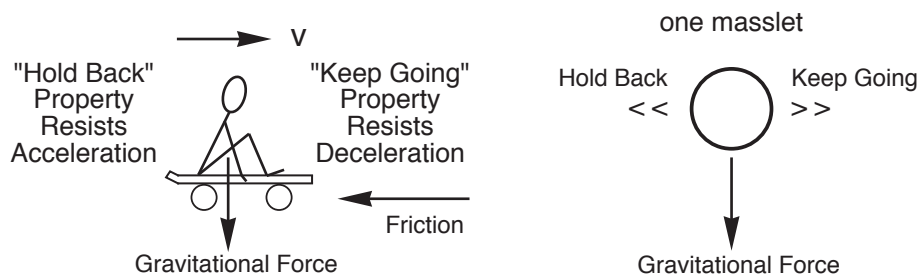 v
"Hold Back"
Property
Resists
Acceleration
"Keep Going"
Property
Resists
Deceleration
Friction
Gravitational Force
one masslet
Hold Back
<<
Keep Going
>>
Gravitational Force